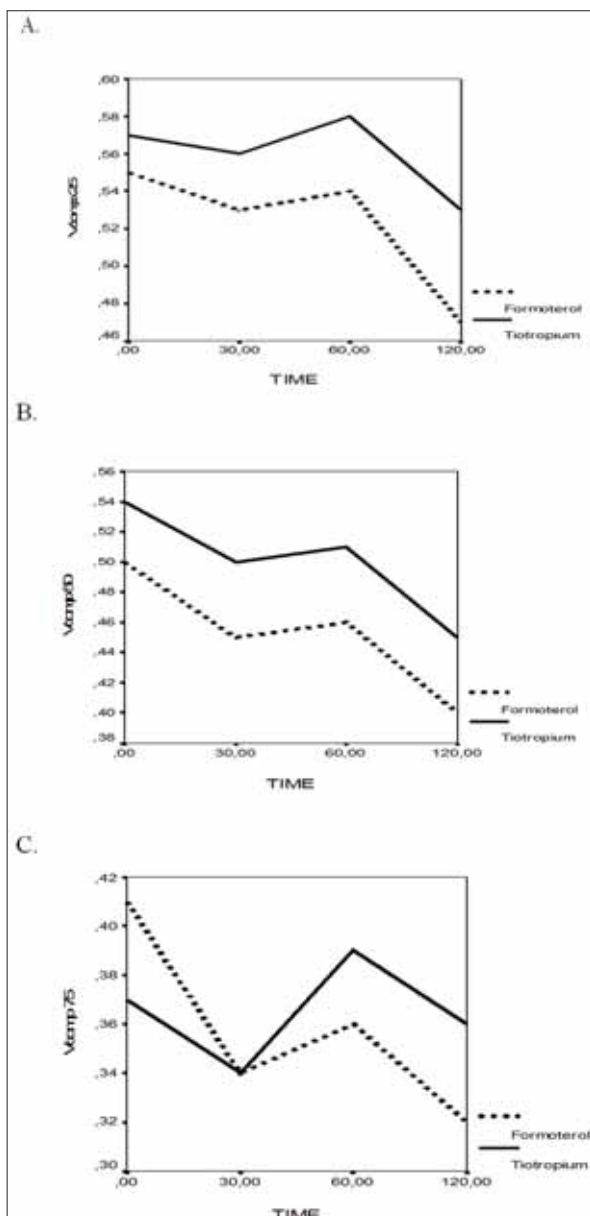 A.
,60
,58
,56
,54
,52
,50
,48
,46
,00 30,00 60,00 120,00
TIME
Formoterol
Tiotropium
B.
,56
,54
,52
,50
,48
,46
,44
,42
,40
,38
,00 30,00 60,00 120,00
TIME
Formoterol
Tiotropium
C.
,42
,40
,38
,36
,34
,32
,30
Vcomp75
,00 30,00 60,00 120,00
TIME
Formoterol
Tiotropium